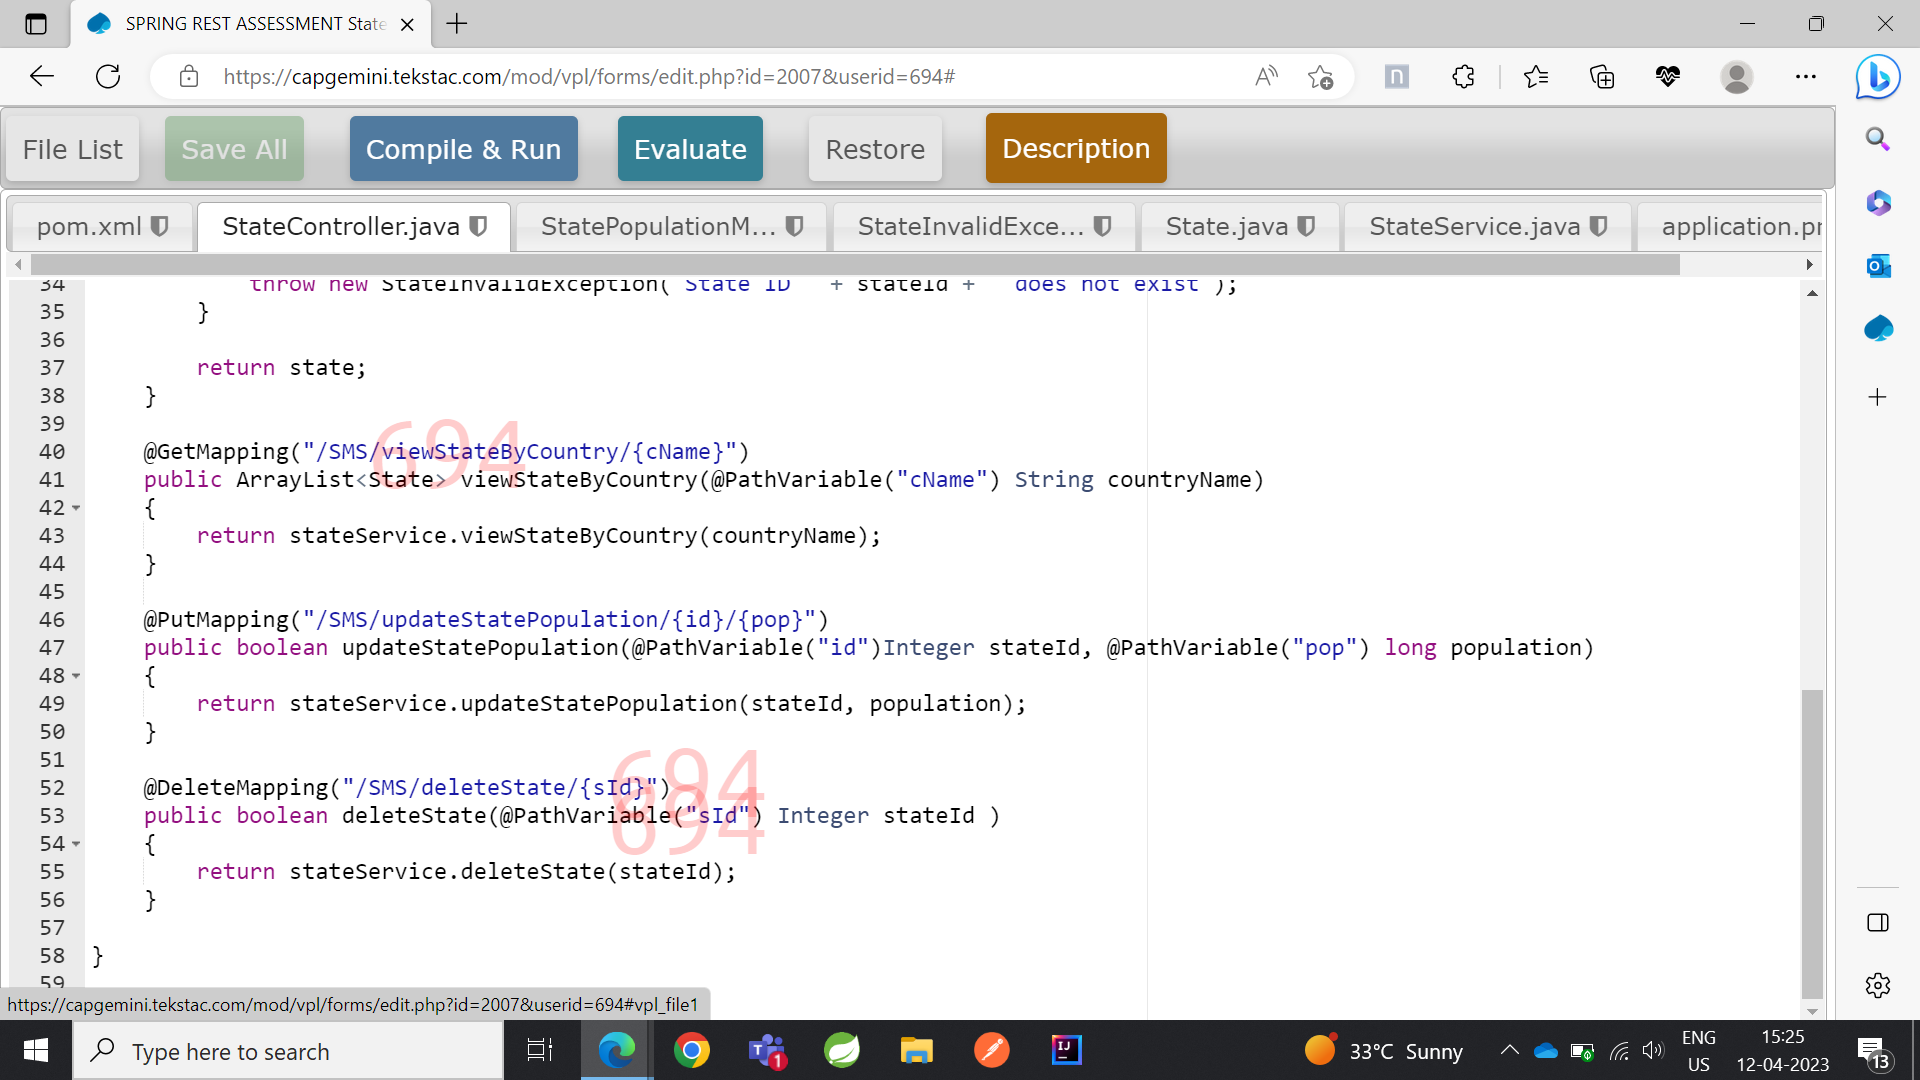 SPRING REST ASSESSMENT State
https://capgemini.tekstac.com/mod/vpl/forms/edit.php?id=2007&userid=694#
File List
Save All
Compile & Run
Evaluate
Restore
Description
pom.xml
StateController.java
StatePopulationM...
StateInvalidExce...
State.java
StateService.java
application.pr
34 throw new StateInvalidException("State ID " + stateId + " does not exist");
35 }
36
37 return state;
38 }
39
40 @GetMapping("/SMS/viewStateByCountry/{cName}")
41 public ArrayList<State> viewStateByCountry(@PathVariable("cName") String countryName)
42 {
43 return stateService.viewStateByCountry(countryName);
44 }
45
46 @PutMapping("/SMS/updateStatePopulation/{id}/{pop}")
47 public boolean updateStatePopulation(@PathVariable("id")Integer stateId, @PathVariable("pop") long population)
48 {
49 return stateService.updateStatePopulation(stateId, population);
50 }
51
52 @DeleteMapping("/SMS/deleteState/{sId}")
53 public boolean deleteState(@PathVariable("sId") Integer stateId )
54 {
55 return stateService.deleteState(stateId);
56 }
57
58 }
59
694
694
694
https://capgemini.tekstac.com/mod/vpl/forms/edit.php?id=2007&userid=694#vpl_file1
Type here to search
1
33°C Sunny
ENG
US
15:25
12-04-2023
13